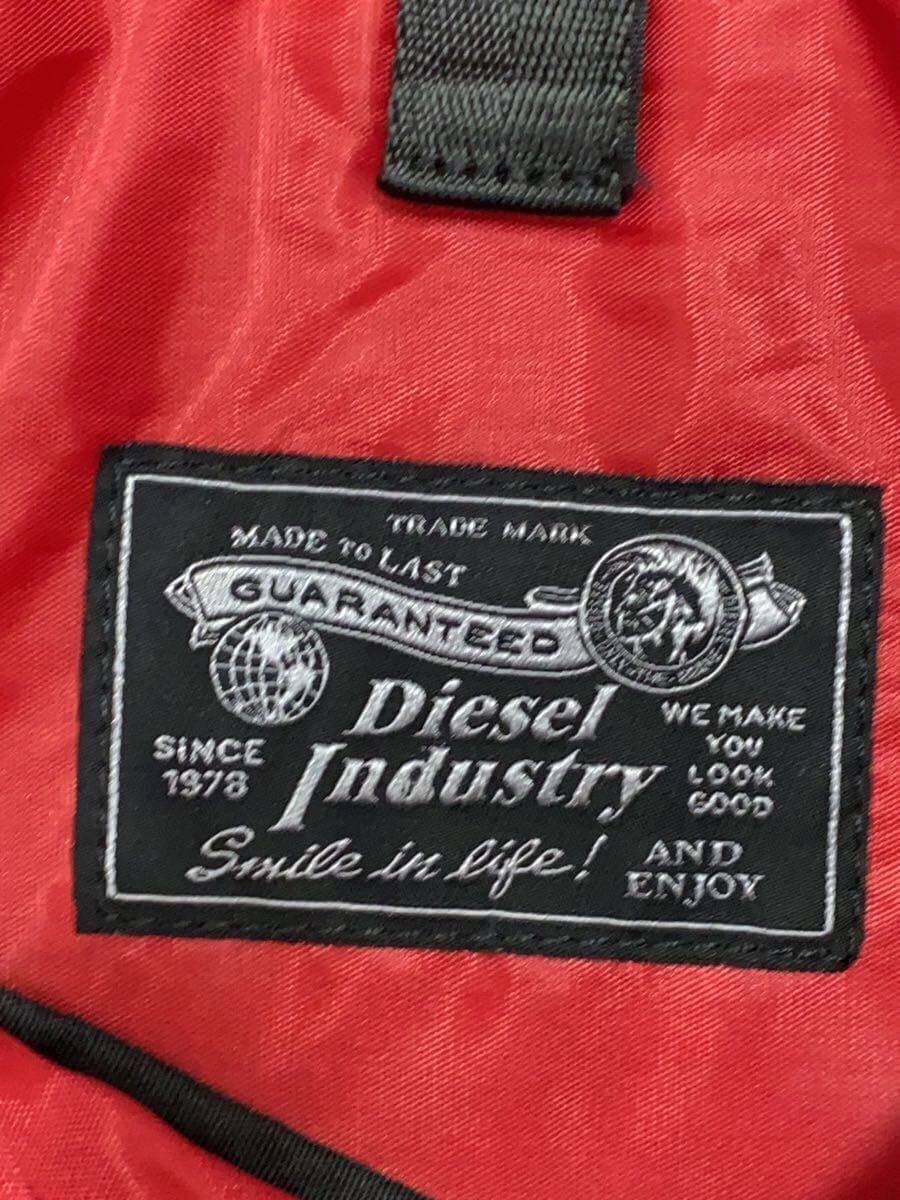 TRADE MARK
MADE TO LAST
GUARANTEED
Diesel
Industry
SINCE
1978
WE MAKE
YOU
LOOK
GOOD
Smile in life!
AND
ENJOY